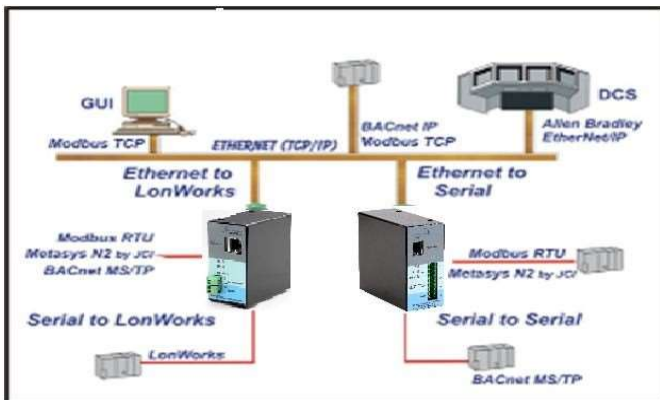 GUI
DCS
Modbus TCP
ETHERNET (TCP/IP)
BACnet IP
Modbus TCP
Allen Bradley
EtherNet/IP
Ethernet to
LonWorks
Ethernet to
Serial
Modbus RTU
Metasys N2 by JCI
BACnet MS/TP
Modbus RTU
Metasys N2 by JCI
Serial to LonWorks
Serial to Serial
LonWorks
BACnet MS/TP